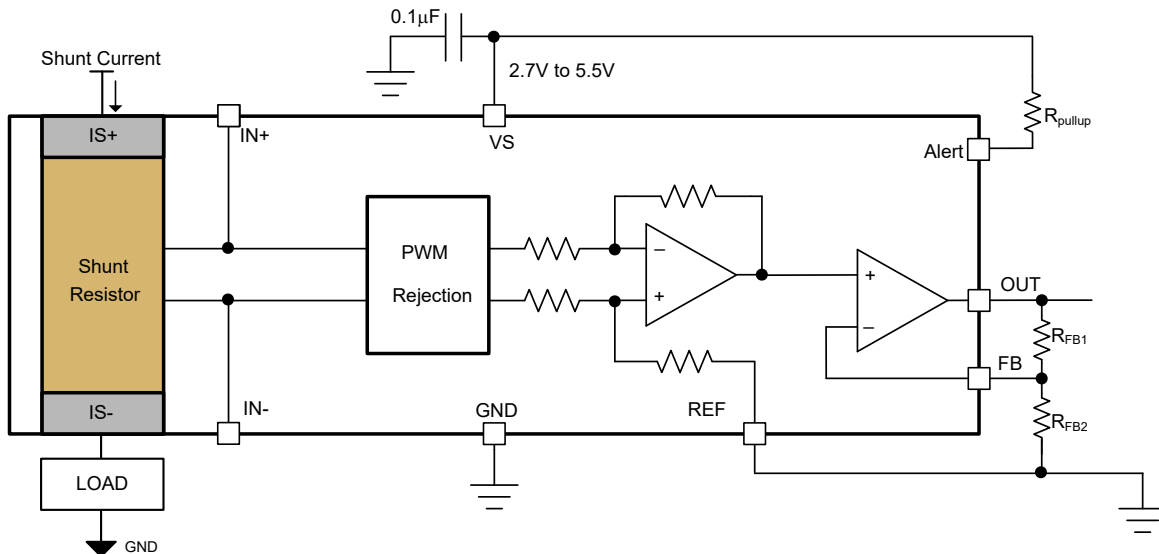 0.1μF
Shunt Current
2.7V to 5.5V
IS+
IN+
VS
Rpullup
Alert
Shunt
Resistor
PWM
Rejection
−
+
+
−
OUT
RFB1
FB
IS-
IN-
GND
REF
RFB2
LOAD
GND